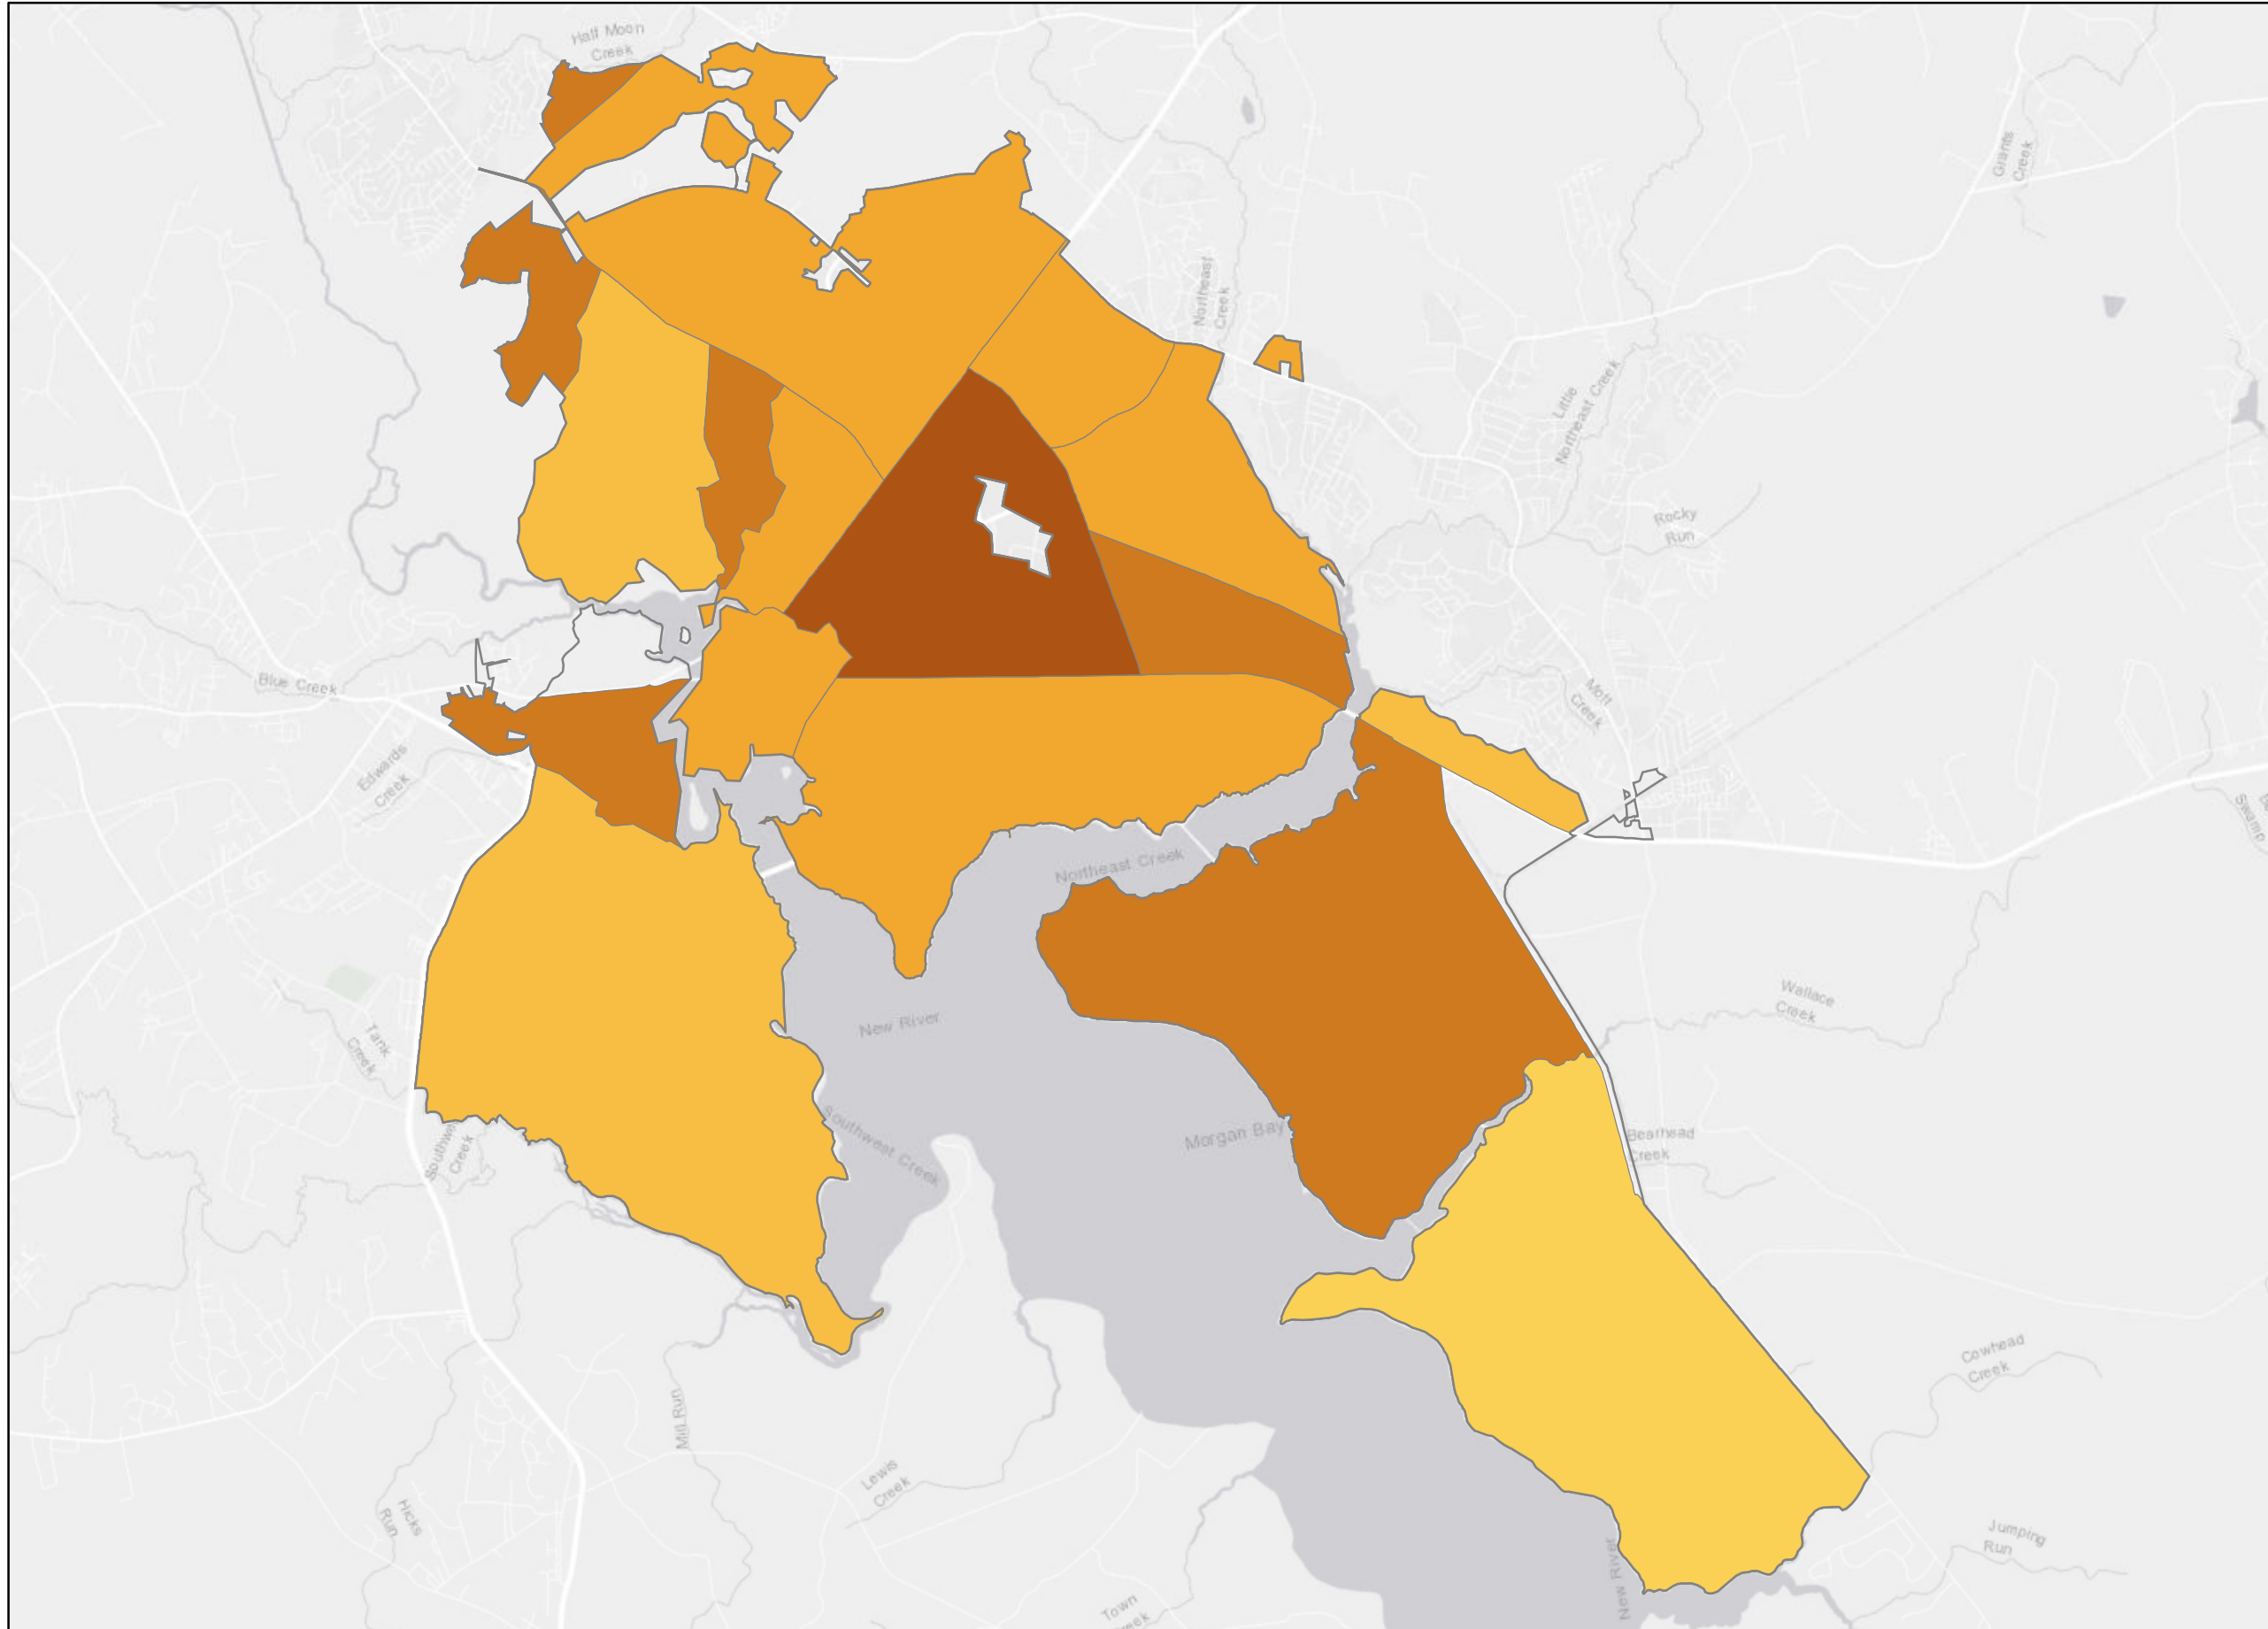 Half Moon
Creek
Grants
Creek
Northeast
Creek
Little
Northeast Creek
Rocky
Run
Blue Creek
Mott
Creek
Edwards
Creek
Swamp
Northeast Creek
Wallace
Creek
New River
Tank
Creek
Southwest Creek
Morgan Bay
Creek
Bearhead
Creek
Cowhead
Creek
Mill Run
Lewis
Creek
Hicks
Run
Jumping
Run
New River
Town